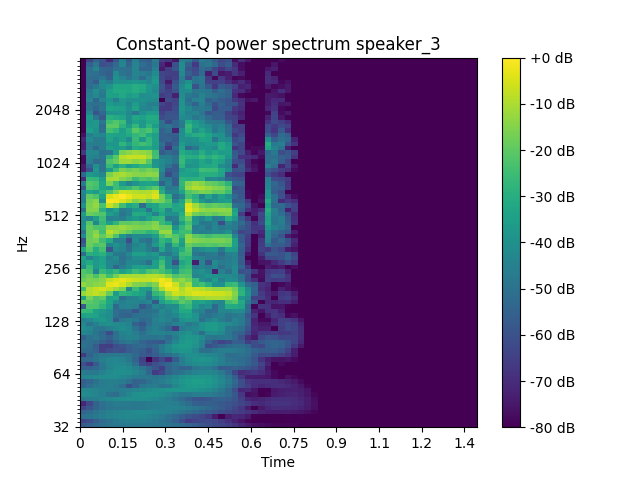 Constant-Q power spectrum speaker_3
Hz
2048
1024
512
256
128
64
32
0 0.15 0.3 0.45 0.6 0.75 0.9 1.1 1.2 1.4
Time
+0 dB
-10 dB
-20 dB
-30 dB
-40 dB
-50 dB
-60 dB
-70 dB
-80 dB